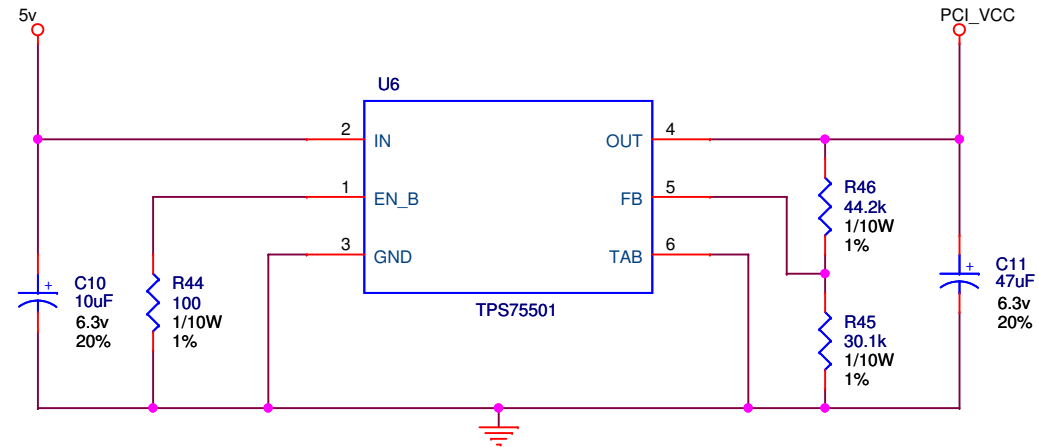 5v
PCI_VCC
U6
2
IN
OUT
4
1
EN_B
FB
5
3
GND
TAB
6
TPS75501
R46
44.2k
1/10W
1%
C10
10uF
6.3v
20%
+
R44
100
1/10W
1%
R45
30.1k
1/10W
1%
+
C11
47uF
6.3v
20%